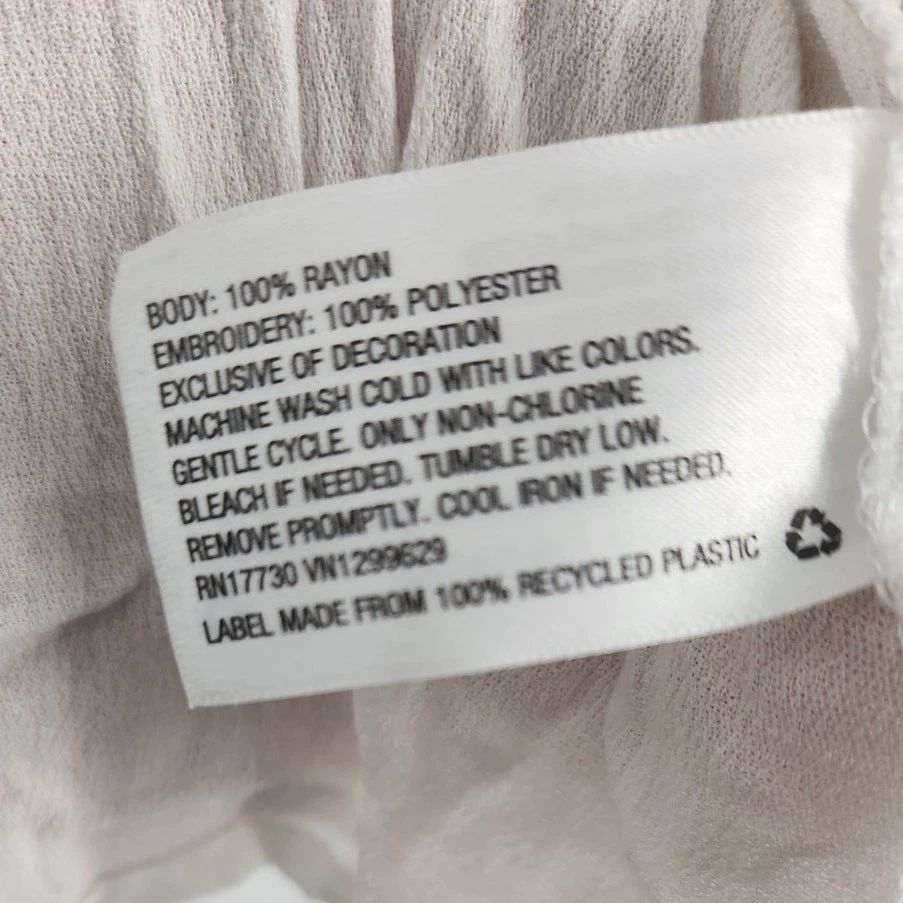 BODY: 100% RAYON
EMBROIDERY: 100% POLYESTER
EXCLUSIVE OF DECORATION
MACHINE WASH COLD WITH LIKE COLORS.
GENTLE CYCLE. ONLY NON-CHLORINE
BLEACH IF NEEDED. TUMBLE DRY LOW.
REMOVE PROMPTLY. COOL IRON IF NEEDED.
RN17730 VN1299629
LABEL MADE FROM 100% RECYCLED PLASTIC